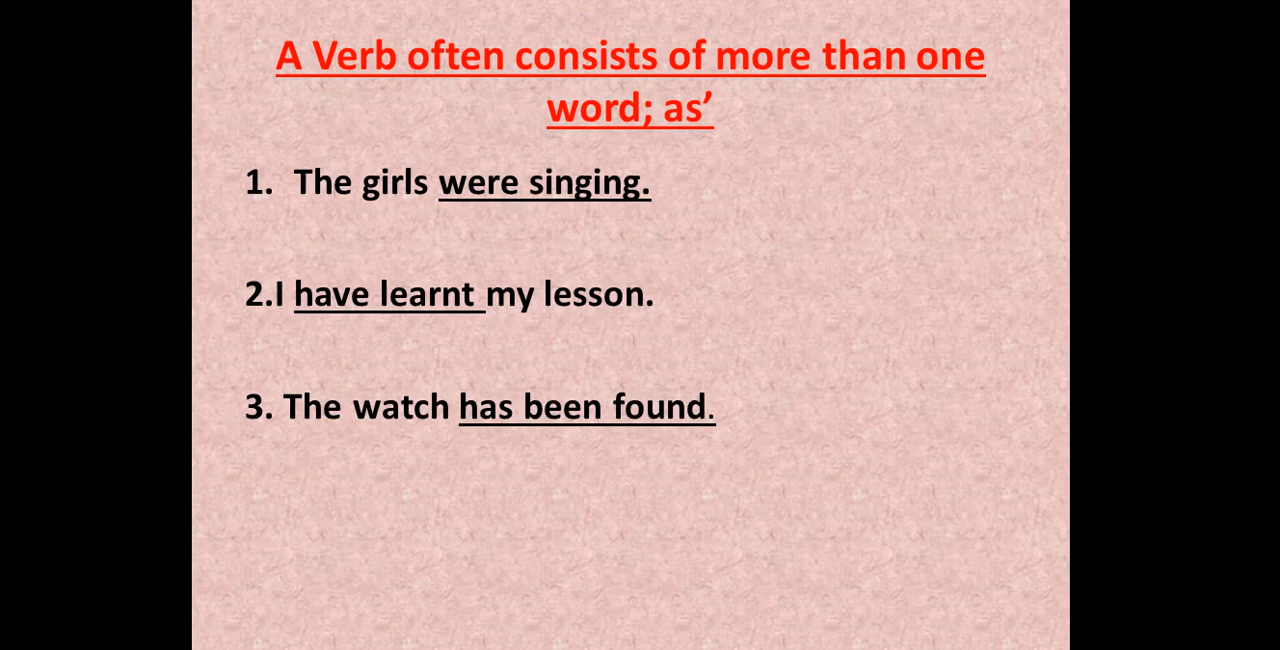 A Verb often consists of more than one
word; as’
1. The girls were singing.
2.I have learnt my lesson.
3. The watch has been found.